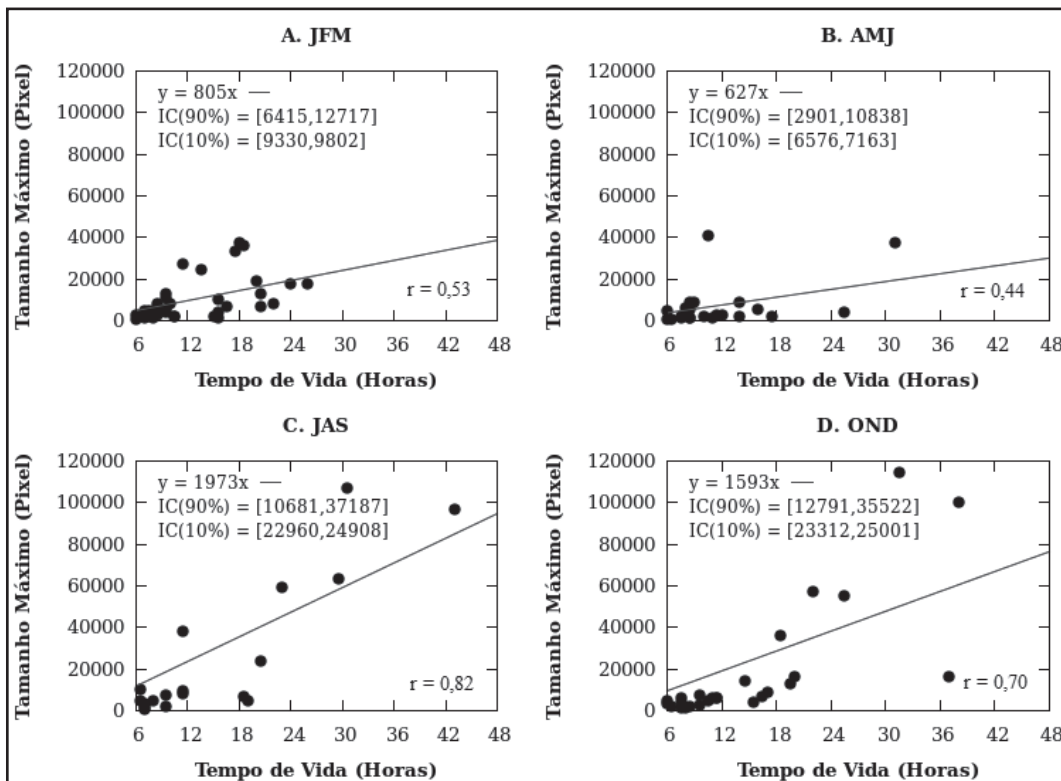 A. JFM
120000
100000
80000
60000
40000
20000
0
Tamanho Máximo (Pixel)
y = 805x
IC(90%) = [6415,12717]
IC(10%) = [9330,9802]
r = 0,53
6 12 18 24 30 36 42 48
Tempo de Vida (Horas)
B. AMJ
120000
100000
80000
60000
40000
20000
0
Tamanho Máximo (Pixel)
y = 627x
IC(90%) = [2901,10838]
IC(10%) = [6576,7163]
r = 0,44
6 12 18 24 30 36 42 48
Tempo de Vida (Horas)
C. JAS
120000
100000
80000
60000
40000
20000
0
Tamanho Máximo (Pixel)
y = 1973x
IC(90%) = [10681,37187]
IC(10%) = [22960,24908]
r = 0,82
6 12 18 24 30 36 42 48
Tempo de Vida (Horas)
D. OND
120000
100000
80000
60000
40000
20000
0
Tamanho Máximo (Pixel)
y = 1593x
IC(90%) = [12791,35522]
IC(10%) = [23312,25001]
r = 0,70
6 12 18 24 30 36 42 48
Tempo de Vida (Horas)